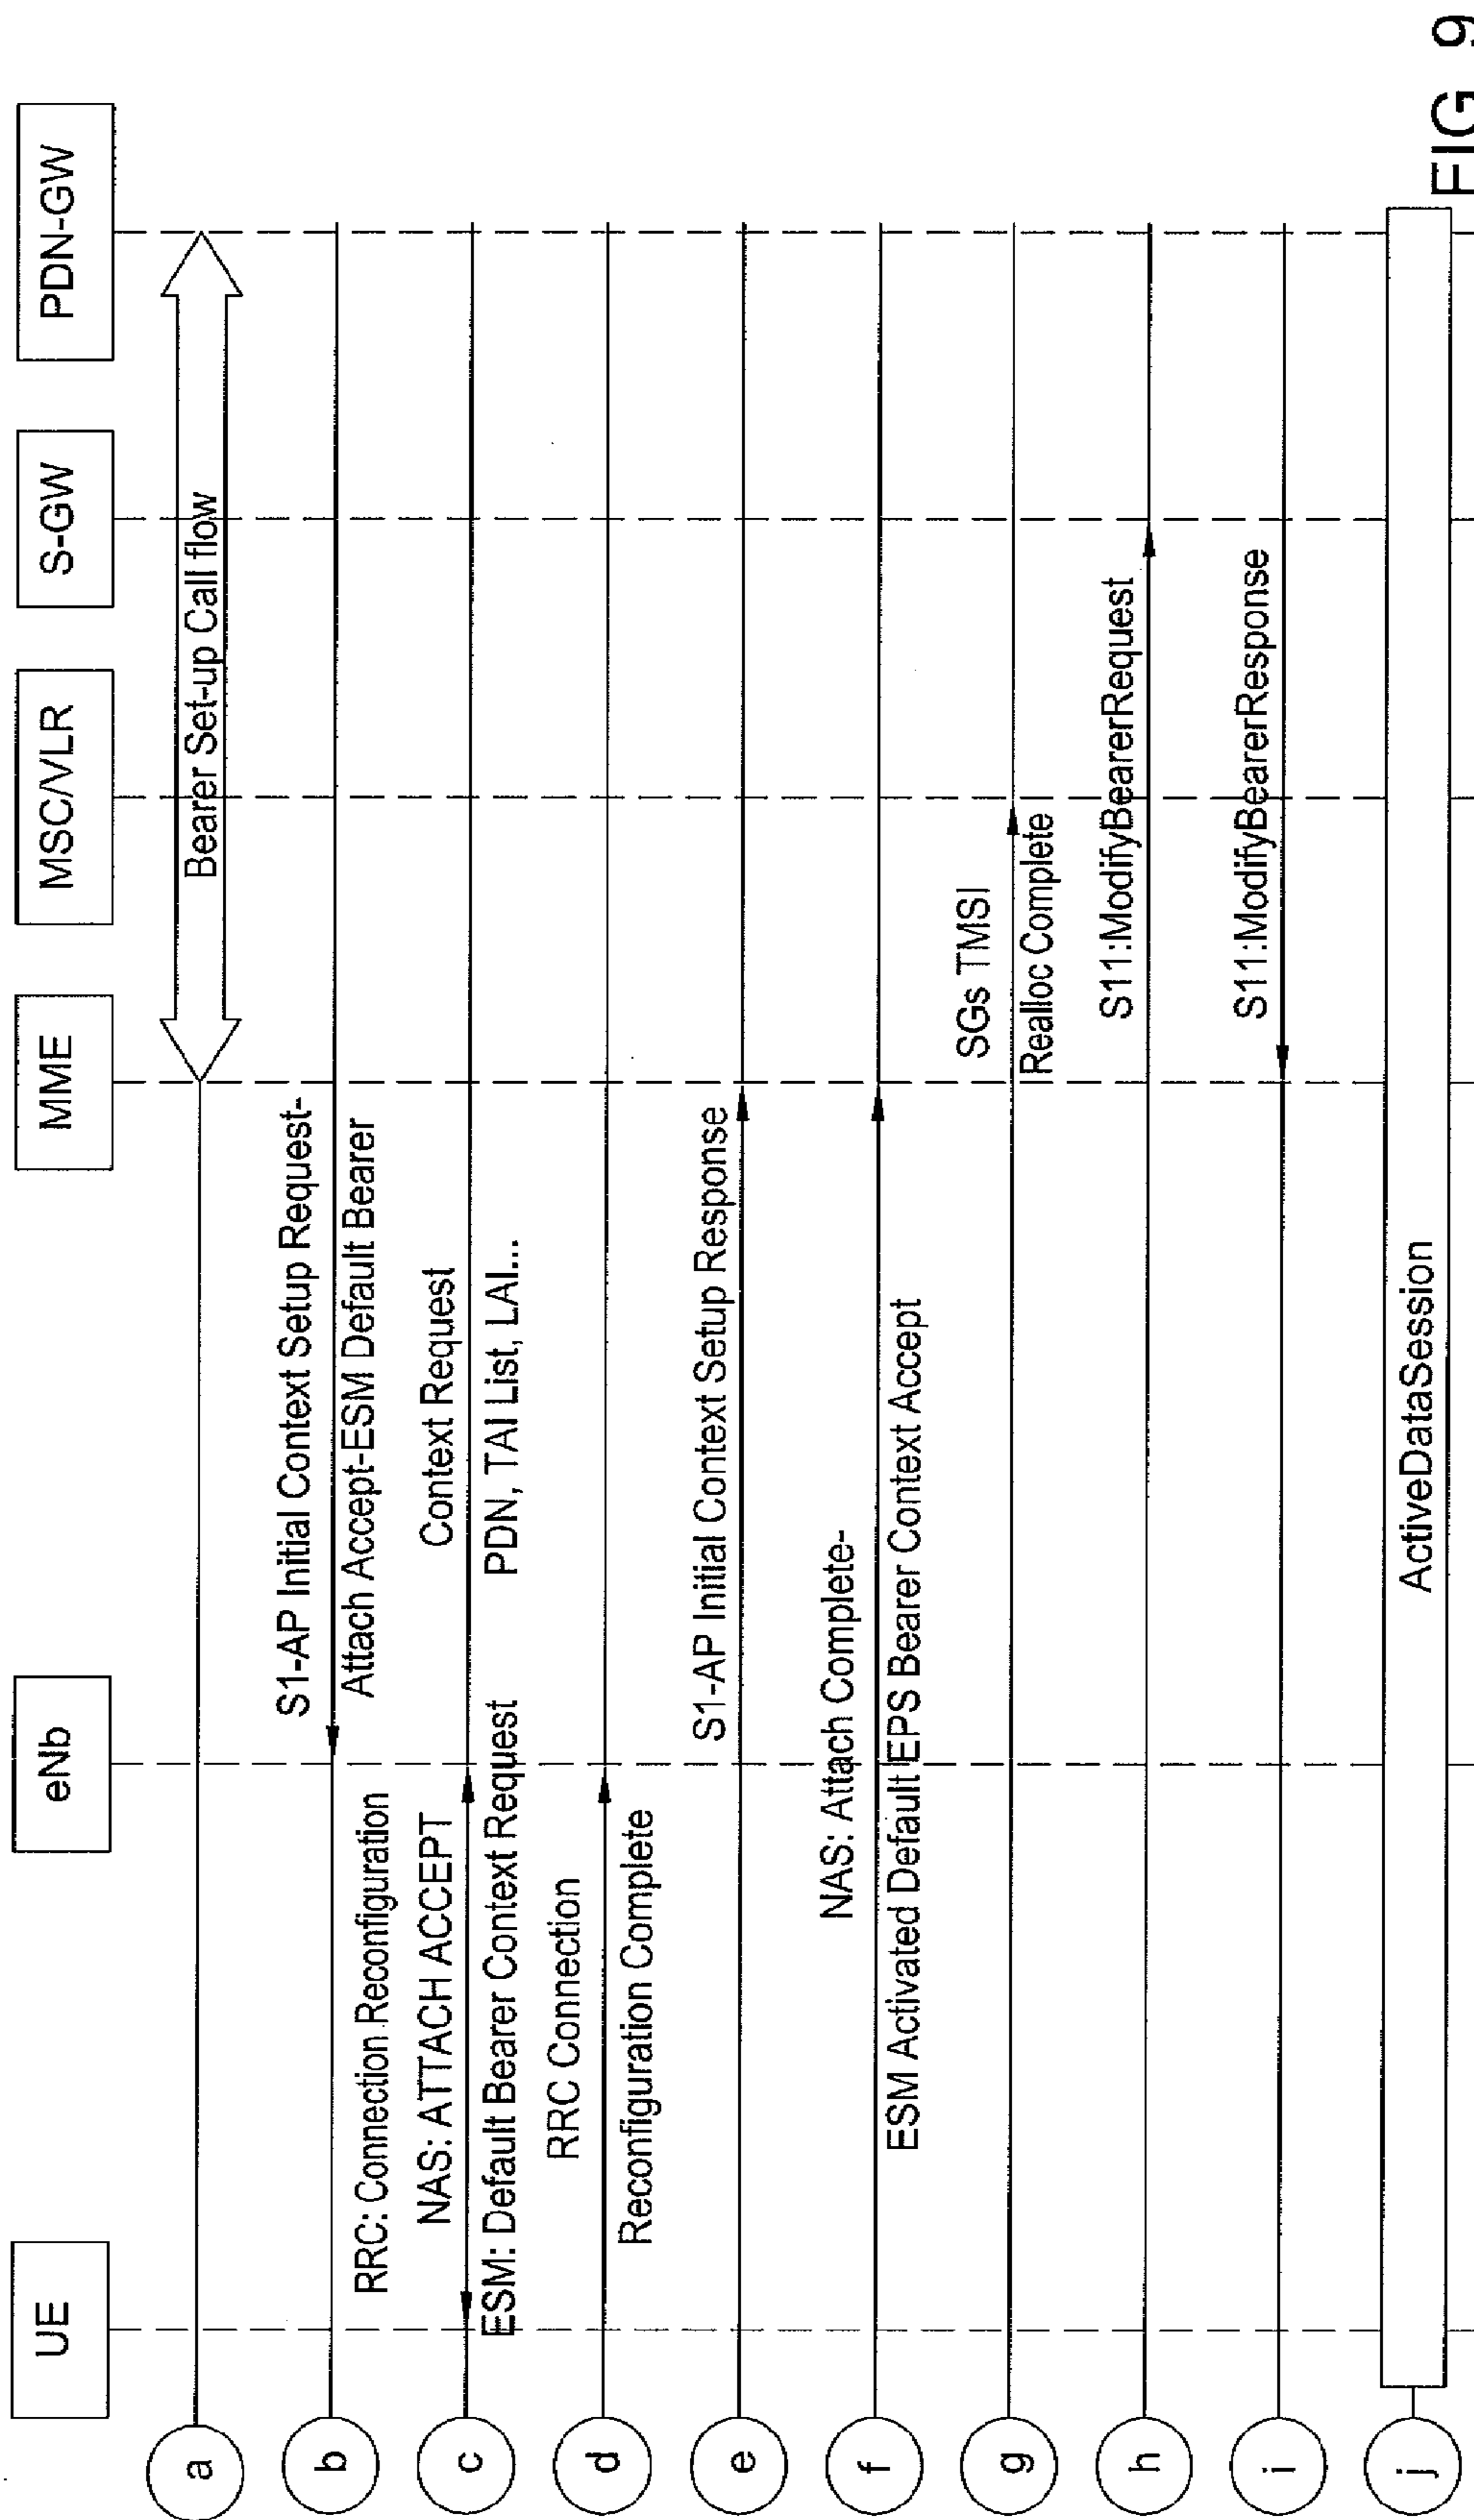 UE
eNb
MME
MSC/VLR
S-GW
PDN-GW
a
Bearer Set-up Call flow
b
S1-AP Initial Context Setup Request-
Attach Accept-ESM Default Bearer
RRC: Connection Reconfiguration
c
NAS: ATTACH ACCEPT
Context Request
ESM: Default Bearer Context Request
PDN, TAI List, LAI...
d
RRC Connection
Reconfiguration Complete
e
S1-AP Initial Context Setup Response
f
NAS: Attach Complete-
ESM Activated Default EPS Bearer Context Accept
g
SGs TMSI
Realloc Complete
h
S11:ModifyBearerRequest
i
S11:ModifyBearerResponse
j
ActiveDataSession
FIG 9